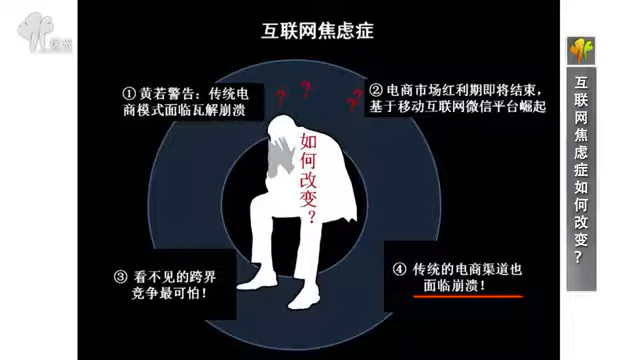 互联网焦虑症
① 黄若警告：传统电
商模式面临瓦解崩溃
② 电商市场红利期即将结束，
基于移动互联网微信平台崛起
? ? ??
如何改变？
③ 看不见的跨界
竞争最可怕！
④ 传统的电商渠道也
面临崩溃！
互联网焦虑症如何改变？